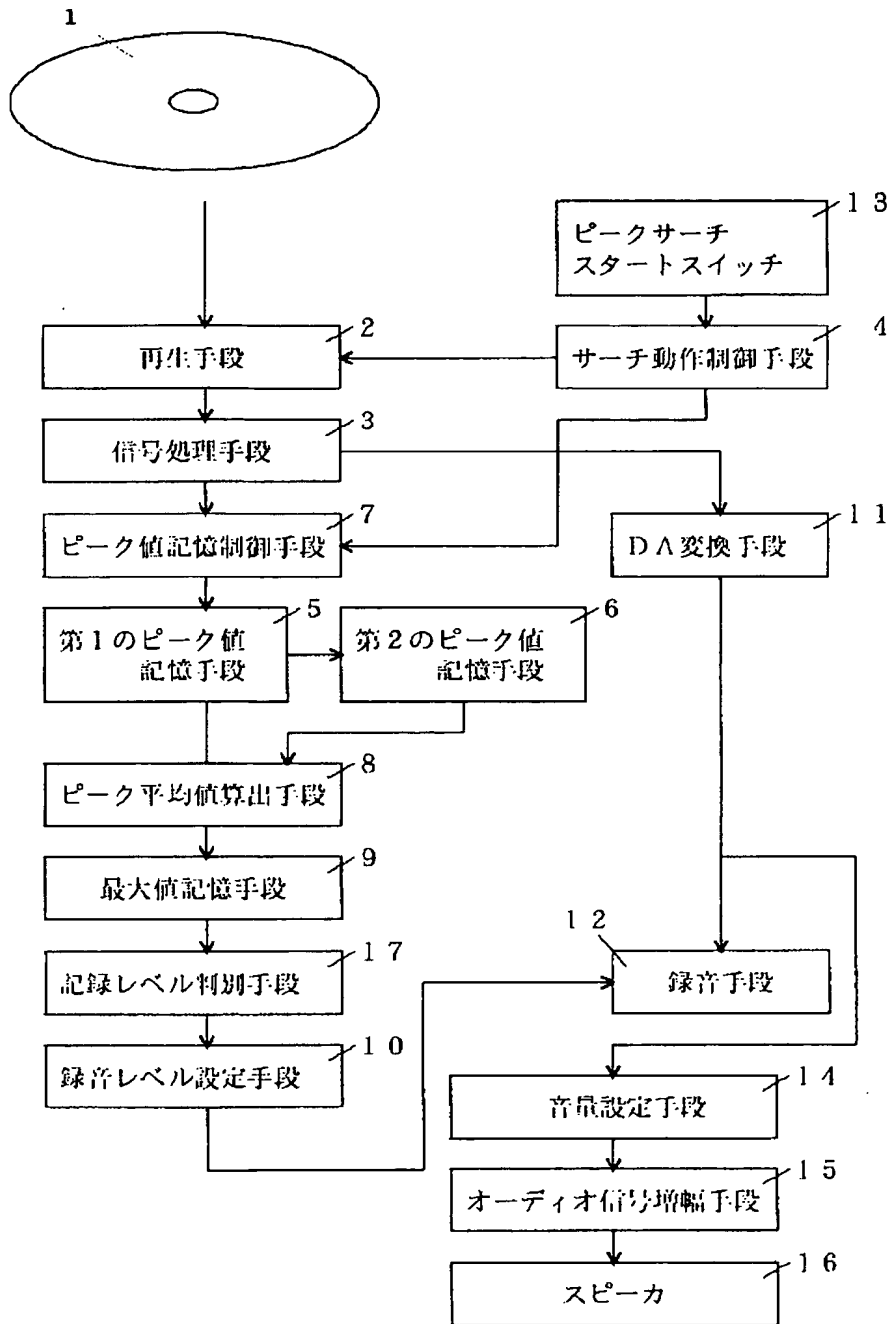 1
13
ピークサーチ
スタートスイッチ
2
再生手段
4
サーチ動作制御手段
3
信号処理手段
7
ピーク値記憶制御手段
11
DA変換手段
5
第1のピーク値
記憶手段
6
第2のピーク値
記憶手段
8
ピーク平均値算出手段
9
最大値記憶手段
12
録音手段
17
記録レベル判別手段
10
録音レベル設定手段
14
音量設定手段
15
オーディオ信号増幅手段
16
スピーカ